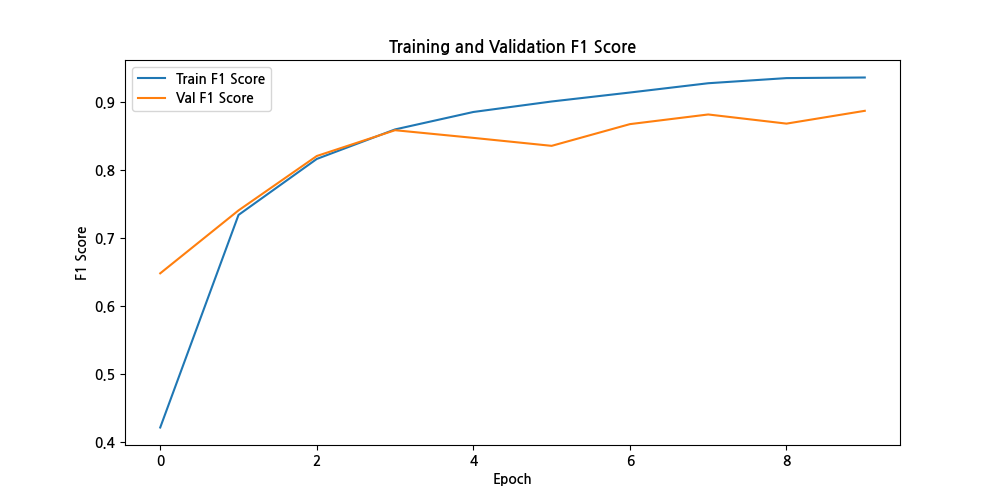 Training and Validation F1 Score
Train F1 Score
Val F1 Score
F1 Score
0.9
0.8
0.7
0.6
0.5
0.4
0 2 4 6 8
Epoch